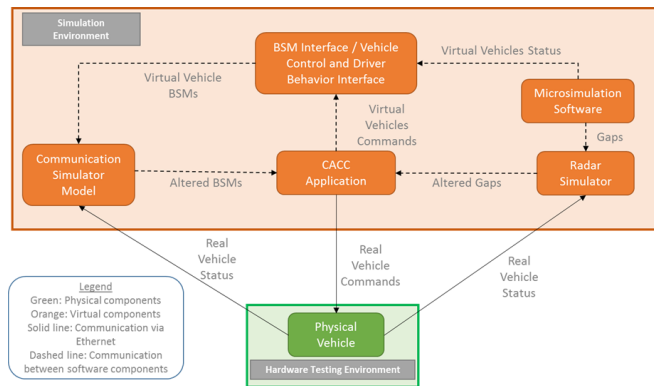 Simulation
Environment
BSM Interface / Vehicle
Control and Driver
Behavior Interface
Virtual Vehicles Status
Virtual Vehicle
BSMs
Microsimulation
Software
Virtual
Vehicles
Commands
Gaps
Communication
Simulator
Model
Altered BSMs
CACC
Application
Altered Gaps
Radar
Simulator
Real
Vehicle
Status
Real
Vehicle
Commands
Real
Vehicle
Status
Legend
Green: Physical components
Orange: Virtual components
Solid line: Communication via
Ethernet
Dashed line: Communication
between software components
Physical
Vehicle
Hardware Testing Environment